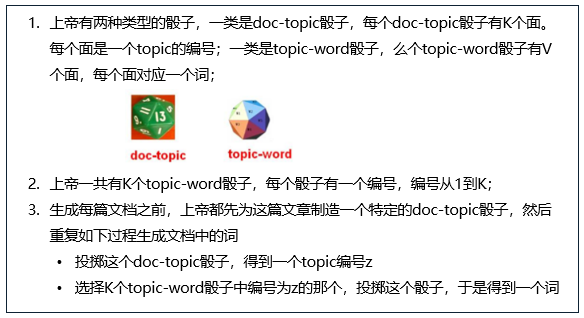 1. 上帝有两种类型的骰子，一类是doc-topic骰子，每个doc-topic骰子有K个面。
每个面是一个topic的编号；一类是topic-word骰子，么个topic-word骰子有V
个面，每个面对应一个词；
13
doc-topic
topic-word
2. 上帝一共有K个topic-word骰子，每个骰子有一个编号，编号从1到K；
3. 生成每篇文档之前，上帝都先为这篇文章制造一个特定的doc-topic骰子，然后
重复如下过程生成文档中的词
• 投掷这个doc-topic骰子，得到一个topic编号z
• 选择K个topic-word骰子中编号为z的那个，投掷这个骰子，于是得到一个词